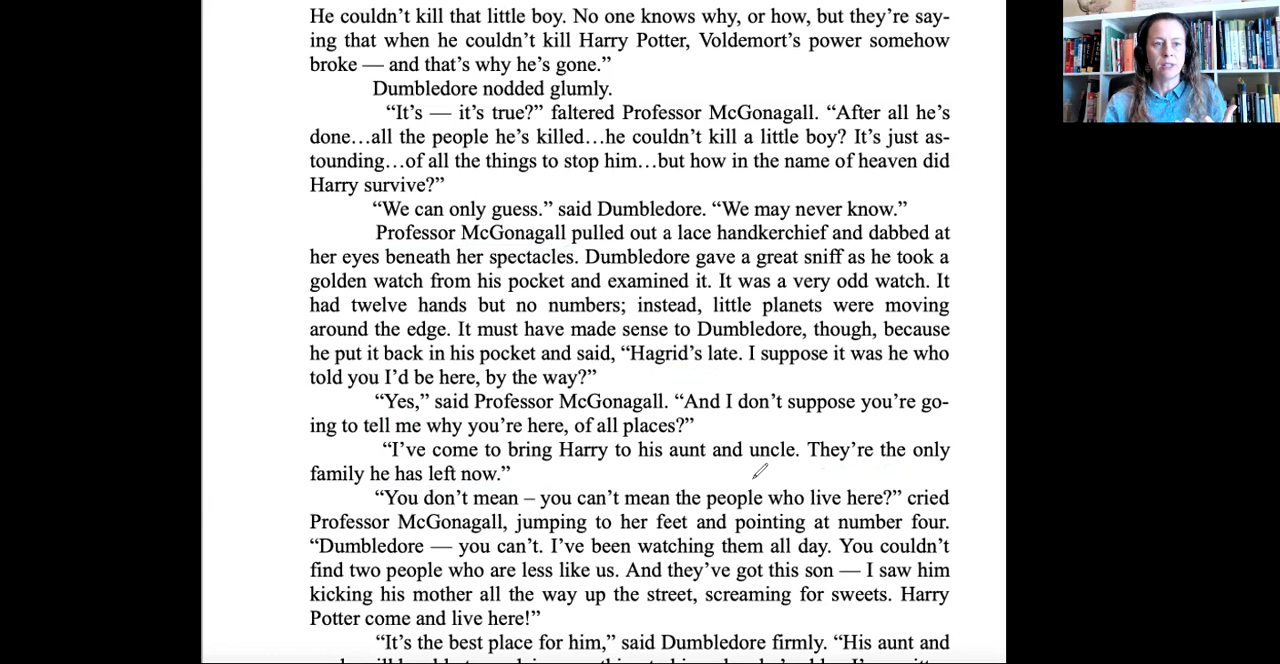 He couldn’t kill that little boy. No one knows why, or how, but they’re say-
ing that when he couldn’t kill Harry Potter, Voldemort’s power somehow
broke — and that’s why he’s gone.”
Dumbledore nodded glumly.
“It’s — it’s true?” faltered Professor McGonagall. “After all he’s
done…all the people he’s killed…he couldn’t kill a little boy? It’s just as-
tounding…of all the things to stop him…but how in the name of heaven did
Harry survive?”
“We can only guess.” said Dumbledore. “We may never know.”
Professor McGonagall pulled out a lace handkerchief and dabbed at
her eyes beneath her spectacles. Dumbledore gave a great sniff as he took a
golden watch from his pocket and examined it. It was a very odd watch. It
had twelve hands but no numbers; instead, little planets were moving
around the edge. It must have made sense to Dumbledore, though, because
he put it back in his pocket and said, “Hagrid’s late. I suppose it was he who
told you I’d be here, by the way?”
“Yes,” said Professor McGonagall. “And I don’t suppose you’re go-
ing to tell me why you’re here, of all places?”
“I’ve come to bring Harry to his aunt and uncle. They’re the only
family he has left now.”
“You don’t mean – you can’t mean the people who live here?” cried
Professor McGonagall, jumping to her feet and pointing at number four.
“Dumbledore — you can’t. I’ve been watching them all day. You couldn’t
find two people who are less like us. And they’ve got this son — I saw him
kicking his mother all the way up the street, screaming for sweets. Harry
Potter come and live here!”
“It’s the best place for him,” said Dumbledore firmly. “His aunt and